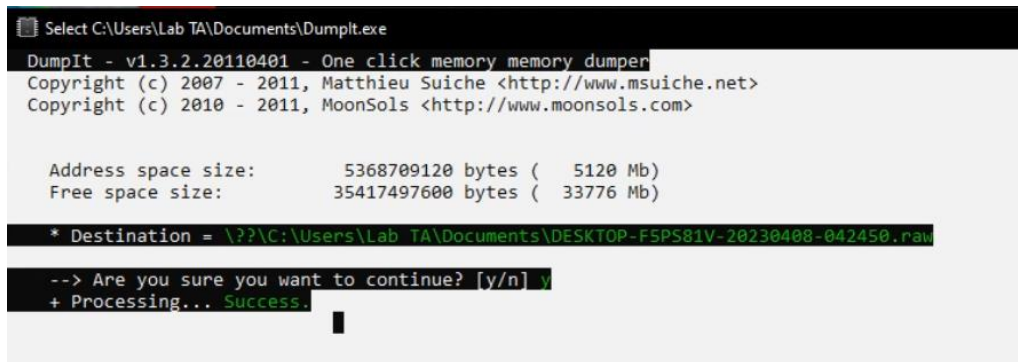 Select C:\Users\Lab TA\Documents\DumpIt.exe
DumpIt - v1.3.2.20110401 - One click memory memory dumper
Copyright (c) 2007 - 2011, Matthieu Suiche <http://www.msuiche.net>
Copyright (c) 2010 - 2011, MoonSols <http://www.moonsols.com>
Address space size: 5368709120 bytes ( 5120 Mb)
Free space size: 35417497600 bytes ( 33776 Mb)
* Destination = \??\C:\Users\Lab TA\Documents\DESKTOP-F5PS81V-20230408-042450.raw
--> Are you sure you want to continue? [y/n] y
+ Processing... Success.